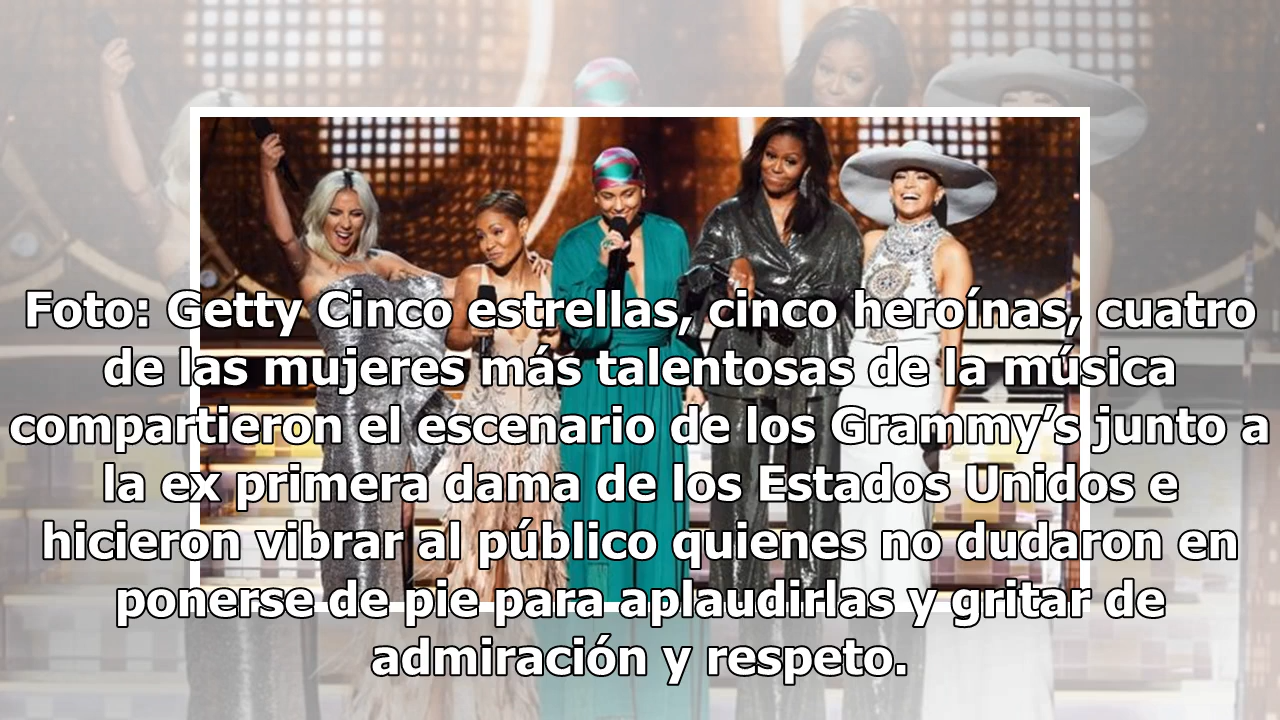 Foto: Getty Cinco estrellas, cinco heroínas, cuatro
de las mujeres más talentosas de la música
compartieron el escenario de los Grammy’s junto a
la ex primera dama de los Estados Unidos e
hicieron vibrar al público quienes no dudaron en
ponerse de pie para aplaudirlas y gritar de
admiración y respeto.